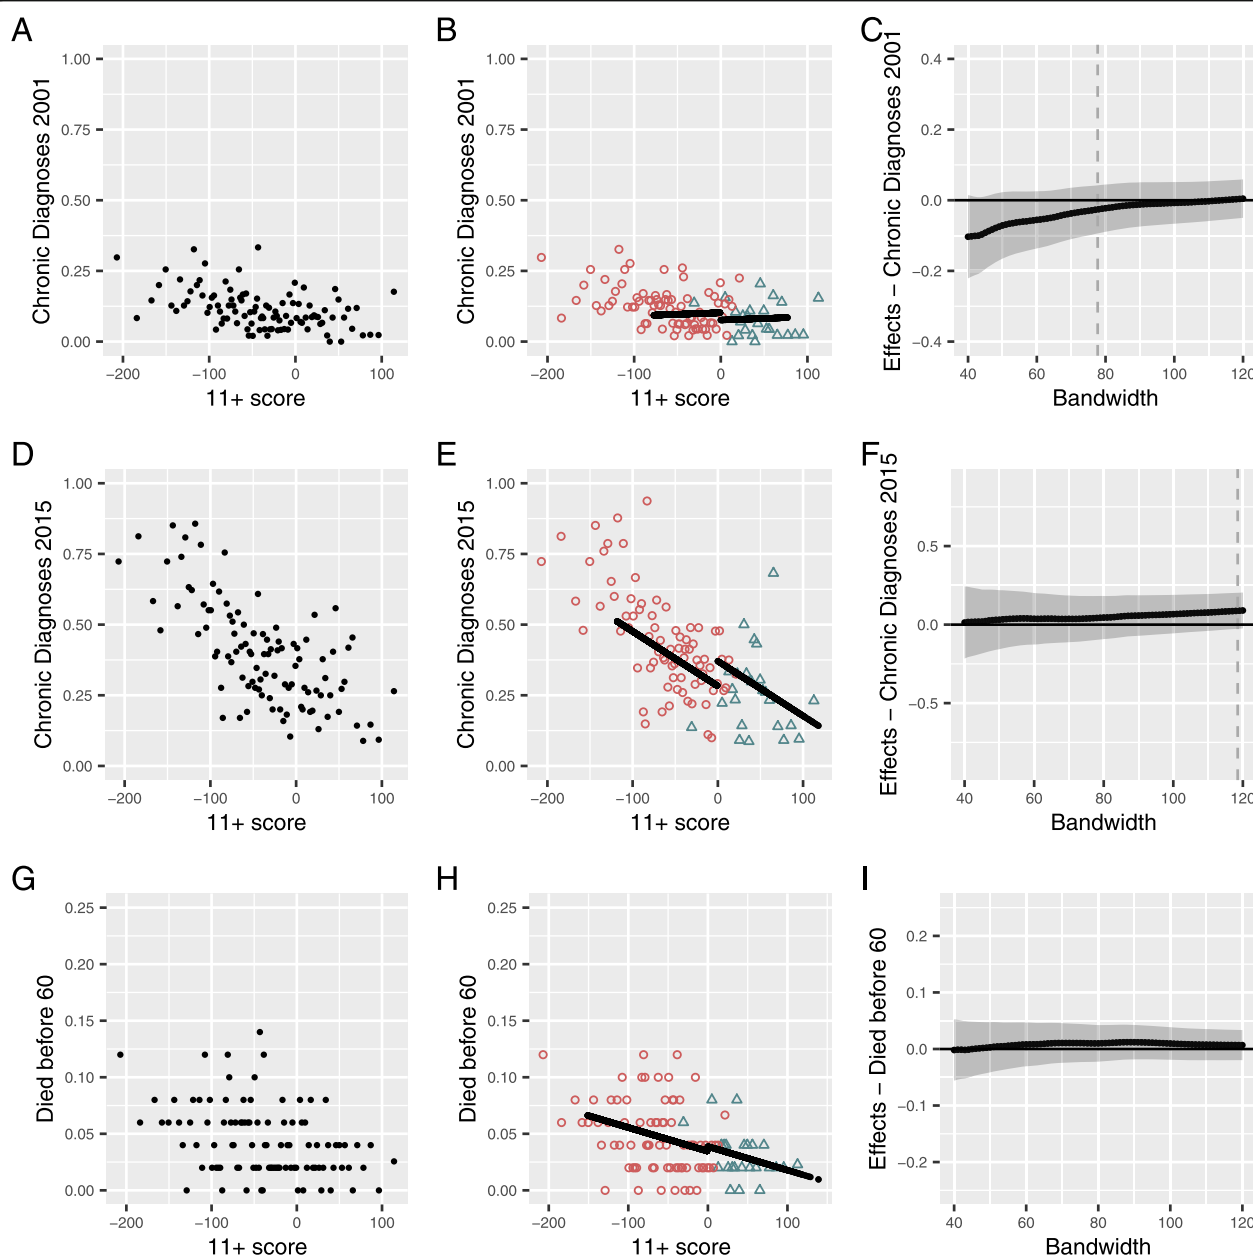 A
Chronic Diagnoses 2001
1.00
0.75
0.50
0.25
0.00
−200 −100 0 100
11+ score
B
Chronic Diagnoses 2001
1.00
0.75
0.50
0.25
0.00
−200 −100 0 100
11+ score
C
Effects − Chronic Diagnoses 2001
0.4
0.2
0.0
−0.2
−0.4
40 60 80 100 120
Bandwidth
D
Chronic Diagnoses 2015
1.00
0.75
0.50
0.25
0.00
−200 −100 0 100
11+ score
E
Chronic Diagnoses 2015
1.00
0.75
0.50
0.25
0.00
−200 −100 0 100
11+ score
F
Effects − Chronic Diagnoses 2015
0.5
0.0
−0.5
40 60 80 100 120
Bandwidth
G
Died before 60
0.25
0.20
0.15
0.10
0.05
0.00
−200 −100 0 100
11+ score
H
Died before 60
0.25
0.20
0.15
0.10
0.05
0.00
−200 −100 0 100
11+ score
I
Effects − Died before 60
0.2
0.1
0.0
−0.1
−0.2
40 60 80 100 120
Bandwidth